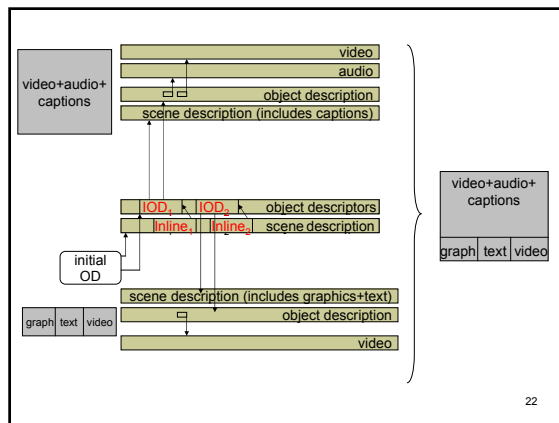 video
audio
video+audio+
captions
object description
scene description (includes captions)
IOD1 IOD2 object descriptors
Inline1 Inline2 scene description
initial
OD
video+audio+
captions
graph text video
scene description (includes graphics+text)
graph text video
object description
video
22